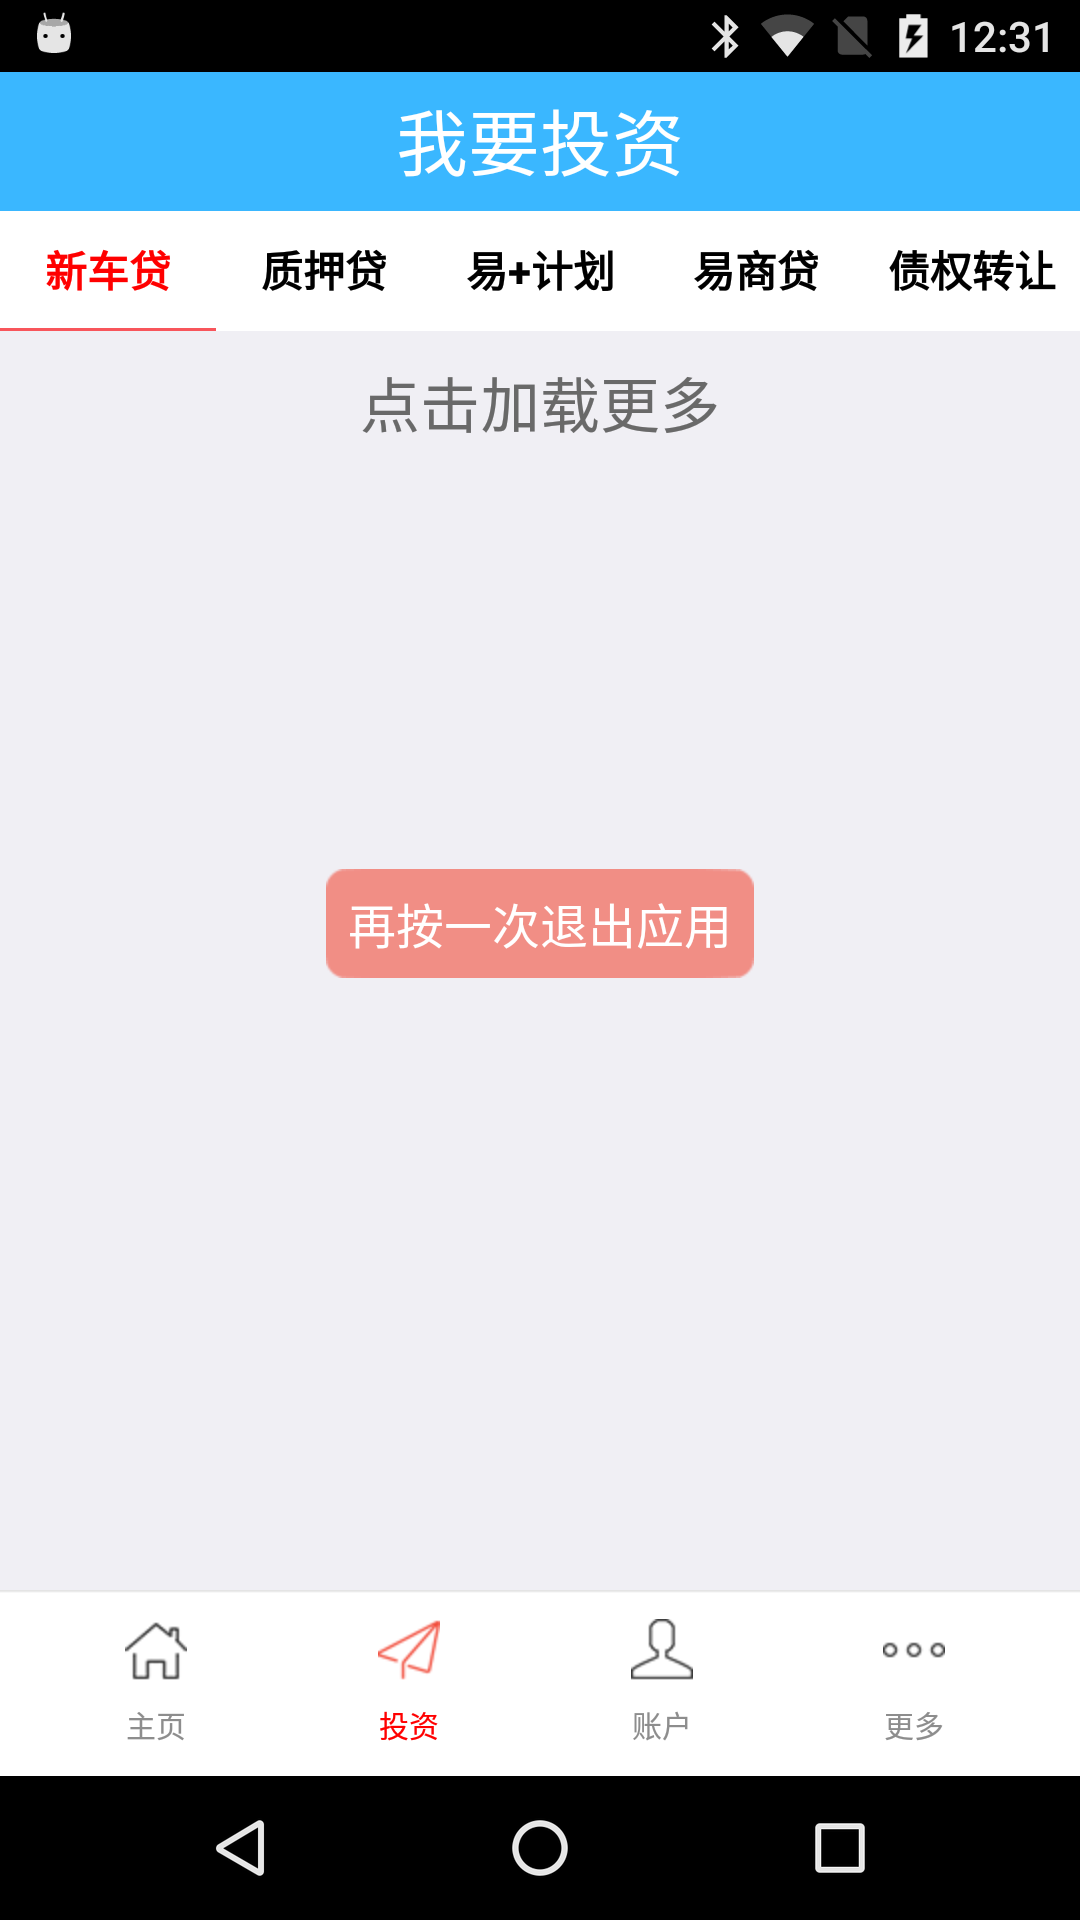 12:31
我要投资
新车贷 质押贷 易+计划 易商贷 债权转让
点击加载更多
再按一次退出应用
主页 投资 账户 更多